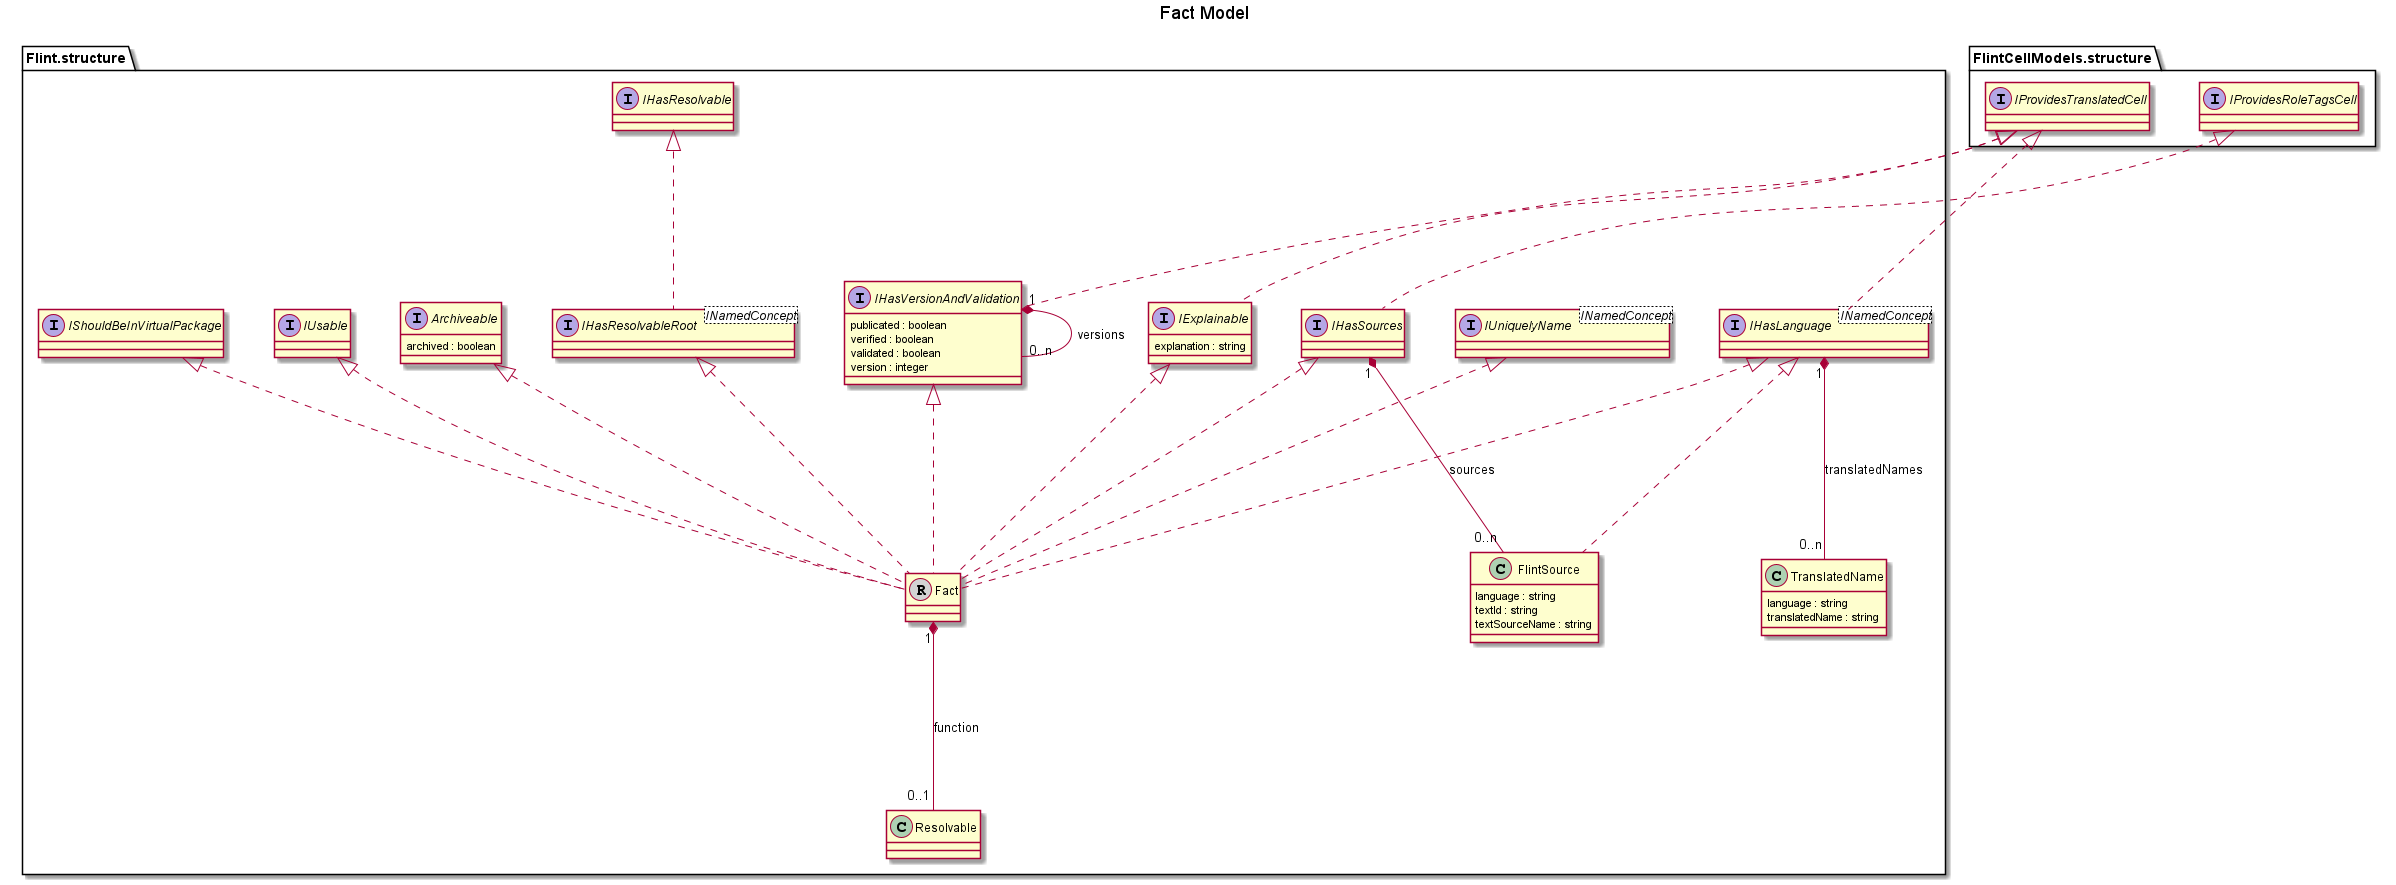 Fact Model
Flint.structure
FlintCellModels.structure
I IHasResolvable
I IProvidesTranslatedCell
I IProvidesRoleTagsCell
I IShouldBeInVirtualPackage
I IUsable
I Archiveable
archived : boolean
I IHasResolvableRoot
INamedConcept
I IHasVersionAndValidation
publicated : boolean
verified : boolean
validated : boolean
version : integer
1
0..n
versions
I IExplainable
explanation : string
I IHasSources
I IUniquelyName
INamedConcept
I IHasLanguage
INamedConcept
1
1
sources
translatedNames
0..n
0..n
R Fact
C FlintSource
language : string
textId : string
textSourceName : string
C TranslatedName
language : string
translatedName : string
1
function
0..1
C Resolvable